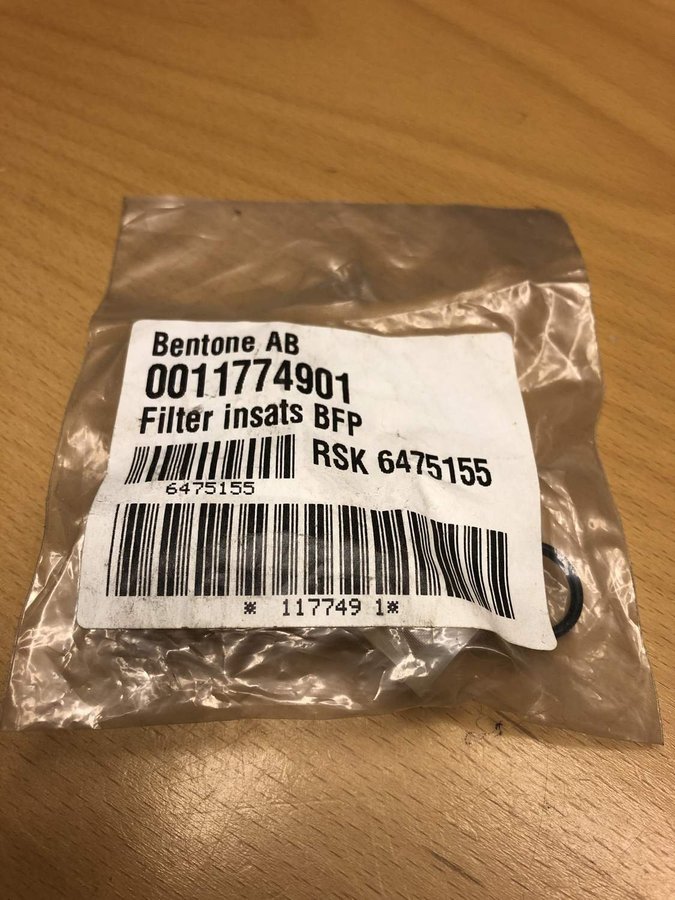 Bentone AB
0011774901
Filter insats BFP
RSK 6475155
6475155
* 117749 1*